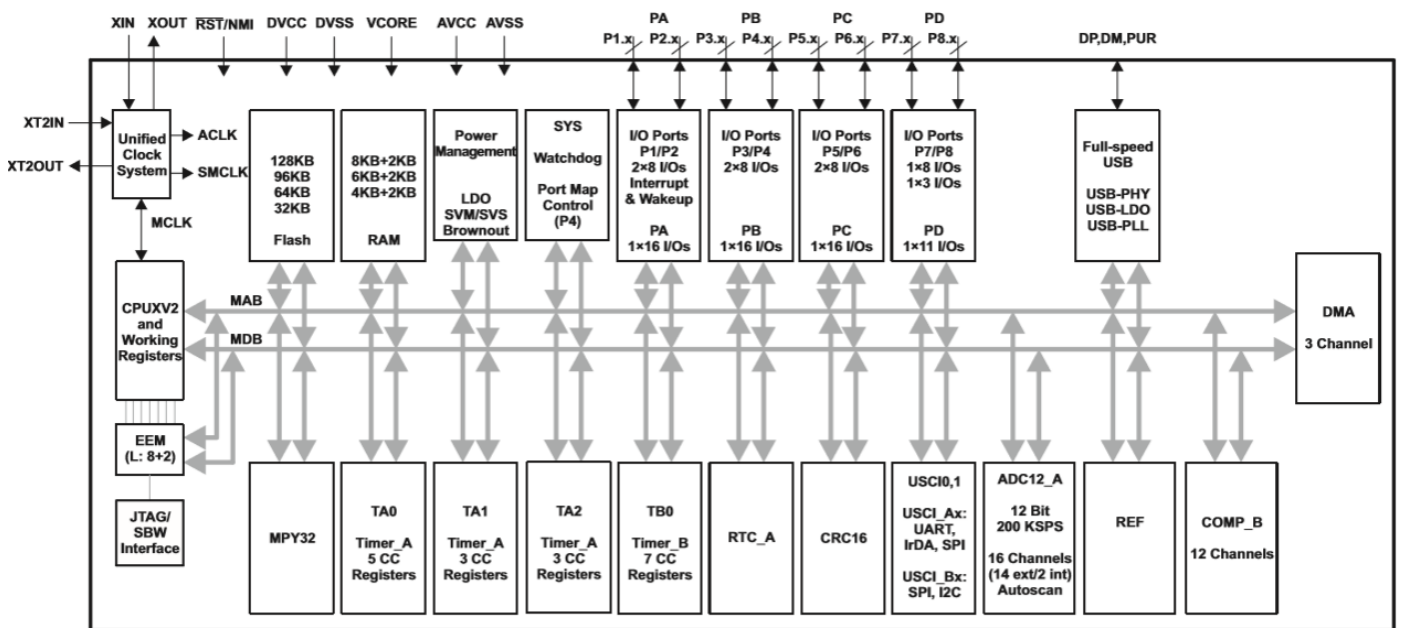 XIN XOUT RST/NMI DVCC DVSS VCORE AVCC AVSS PA PB PC PD
P1.x P2.x P3.x P4.x P5.x P6.x P7.x P8.x DP,DM,PUR
XT2IN
XT2OUT
Unified
Clock
System
ACLK
SMCLK
MCLK
128KB
96KB
64KB
32KB
Flash
8KB+2KB
6KB+2KB
4KB+2KB
RAM
Power
Management
LDO
SVM/SVS
Brownout
SYS
Watchdog
Port Map
Control
(P4)
I/O Ports
P1/P2
2×8 I/Os
Interrupt
& Wakeup
PA
1×16 I/Os
I/O Ports
P3/P4
2×8 I/Os
PB
1×16 I/Os
I/O Ports
P5/P6
2×8 I/Os
PC
1×16 I/Os
I/O Ports
P7/P8
1×8 I/Os
1×3 I/Os
PD
1×11 I/Os
Full-speed
USB
USB-PHY
USB-LDO
USB-PLL
CPUXV2
and
Working
Registers
MAB
MDB
DMA
3 Channel
EEM
(L: 8+2)
JTAG/
SBW
Interface
MPY32
TA0
Timer_A
5 CC
Registers
TA1
Timer_A
3 CC
Registers
TA2
Timer_A
3 CC
Registers
TB0
Timer_B
7 CC
Registers
RTC_A
CRC16
USCI0,1
USCI_Ax:
UART,
IrDA, SPI
USCI_Bx:
SPI, I2C
ADC12_A
12 Bit
200 KSPS
16 Channels
(14 ext/2 int)
Autoscan
REF
COMP_B
12 Channels